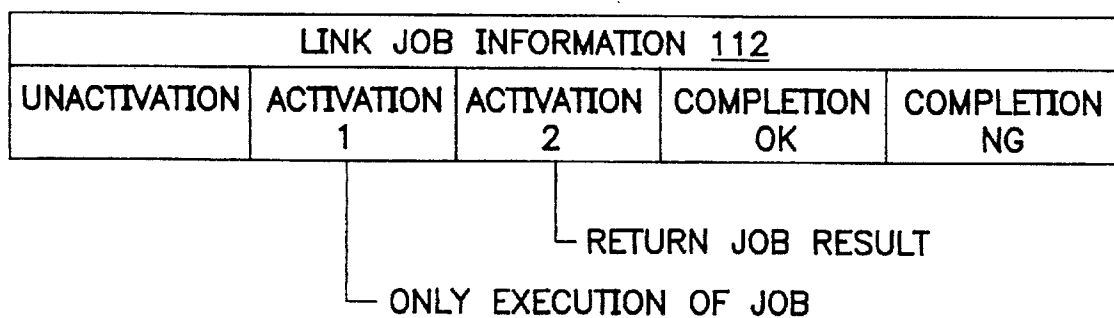 LINK JOB INFORMATION 112
UNACTIVATION ACTIVATION 1 ACTIVATION 2 COMPLETION OK COMPLETION NG
RETURN JOB RESULT
ONLY EXECUTION OF JOB